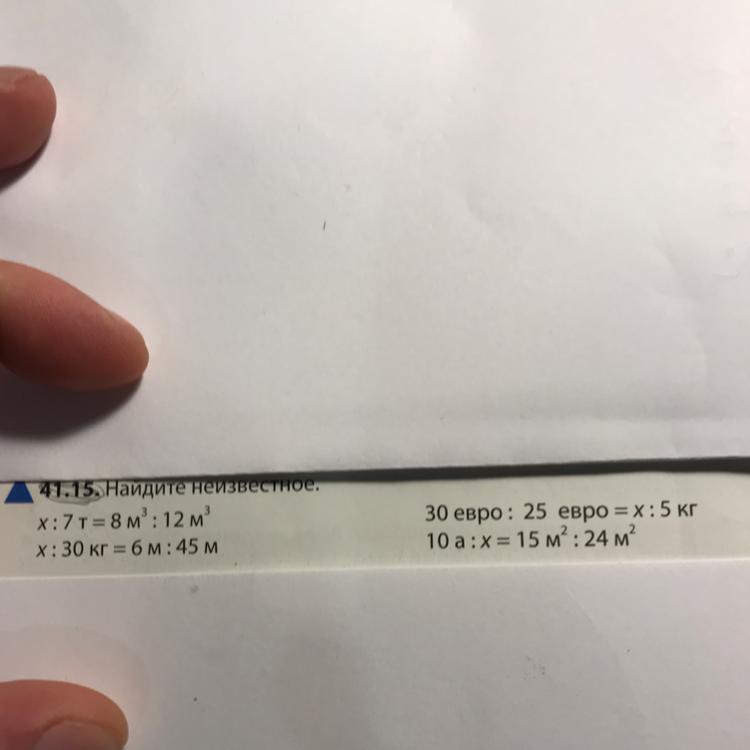 41.15. Найдите неизвестное.
x : 7 т = 8 м³ : 12 м³
x : 30 кг = 6 м : 45 м
30 евро : 25 евро = x : 5 кг
10 а : x = 15 м² : 24 м²